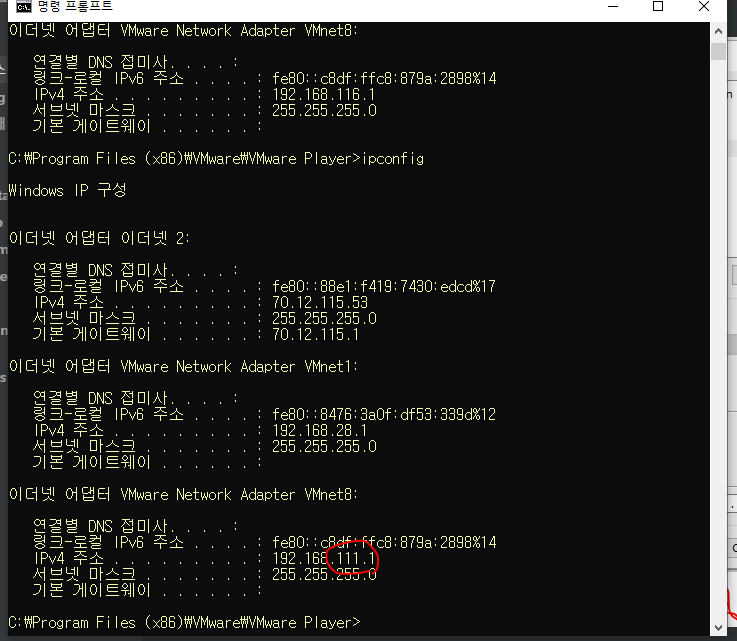 명령 프롬프트
이더넷 어댑터 VMware Network Adapter VMnet8:
연결별 DNS 접미사. . . . :
링크-로컬 IPv6 주소 . . . . : fe80::c8df:ffc8:879a:2898%14
IPv4 주소 . . . . . . . . . : 192.168.116.1
서브넷 마스크 . . . . . . . : 255.255.255.0
기본 게이트웨이 . . . . . . :
C:₩Program Files (x86)₩VMware₩VMware Player>ipconfig
Windows IP 구성
이더넷 어댑터 이더넷 2:
연결별 DNS 접미사. . . . :
링크-로컬 IPv6 주소 . . . . : fe80::88e1:f419:7430:edcd%17
IPv4 주소 . . . . . . . . . : 70.12.115.53
서브넷 마스크 . . . . . . . : 255.255.255.0
기본 게이트웨이 . . . . . . : 70.12.115.1
이더넷 어댑터 VMware Network Adapter VMnet1:
연결별 DNS 접미사. . . . :
링크-로컬 IPv6 주소 . . . . : fe80::8476:3a0f:df53:339d%12
IPv4 주소 . . . . . . . . . : 192.168.28.1
서브넷 마스크 . . . . . . . : 255.255.255.0
기본 게이트웨이 . . . . . . :
이더넷 어댑터 VMware Network Adapter VMnet8:
연결별 DNS 접미사. . . . :
링크-로컬 IPv6 주소 . . . . : fe80::c8df:ffc8:879a:2898%14
IPv4 주소 . . . . . . . . . : 192.168.111.1
서브넷 마스크 . . . . . . . : 255.255.255.0
기본 게이트웨이 . . . . . . :
C:₩Program Files (x86)₩VMware₩VMware Player>